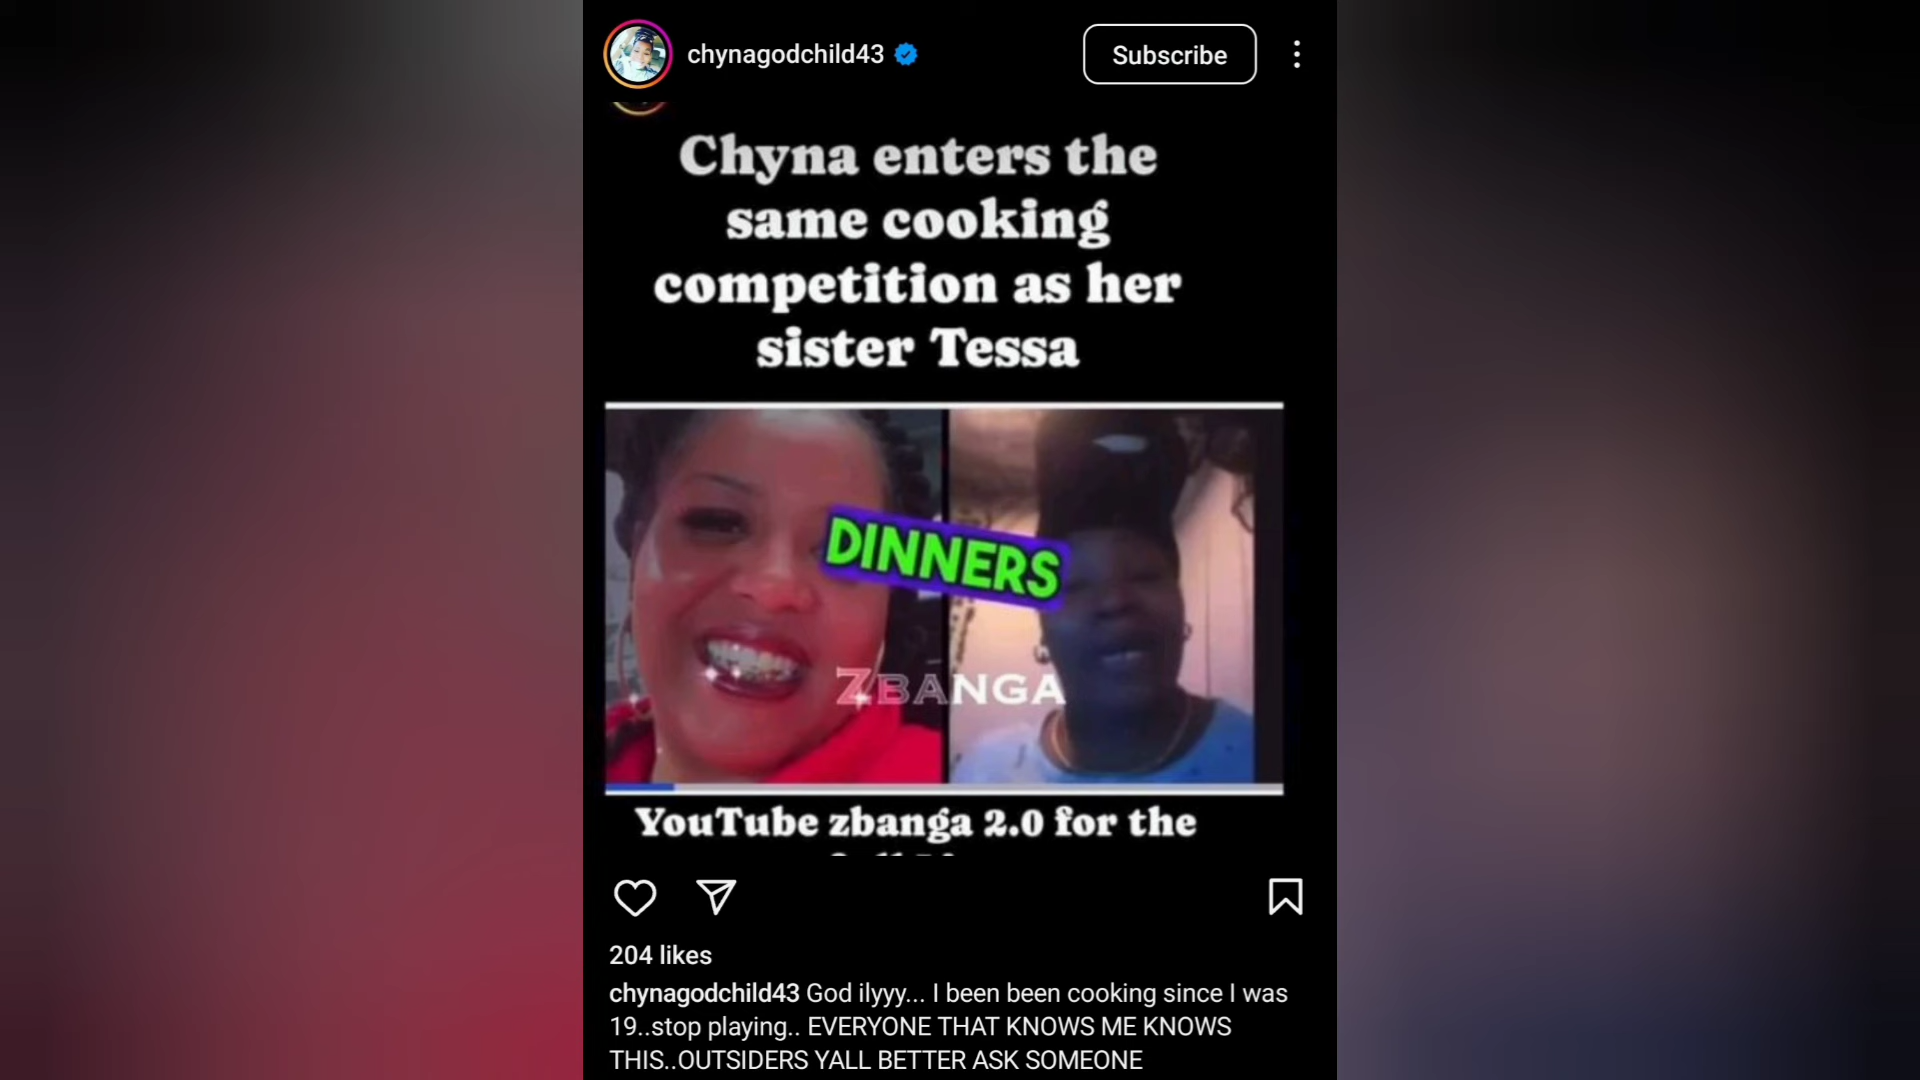 chynagodchild43
Subscribe
Chyna enters the
same cooking
competition as her
sister Tessa
DINNERS
ZBANGA
YouTube zbanga 2.0 for the
204 likes
chynagodchild43 God ilyyy... I been been cooking since I was
19..stop playing.. EVERYONE THAT KNOWS ME KNOWS
THIS..OUTSIDERS YALL BETTER ASK SOMEONE